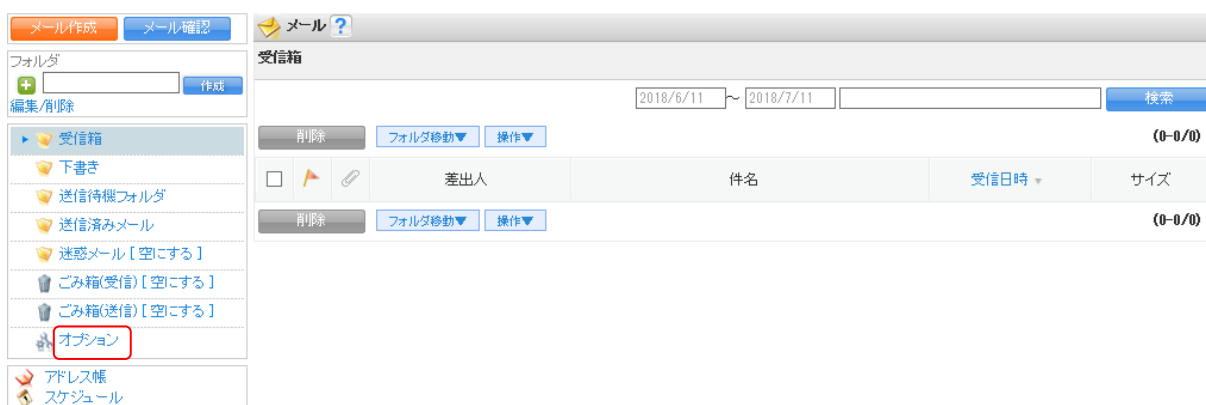 メール作成 メール確認
フォルダ
作成
編集/削除
受信箱
下書き
送信待機フォルダ
送信済みメール
迷惑メール [ 空にする ]
ごみ箱(受信) [ 空にする ]
ごみ箱(送信) [ 空にする ]
オプション
アドレス帳
スケジュール
メール ?
受信箱
2018/6/11 ～ 2018/7/11 検索
削除 フォルダ移動▼ 操作▼ (0-0/0)
差出人 件名 受信日時 ▼ サイズ
削除 フォルダ移動▼ 操作▼ (0-0/0)